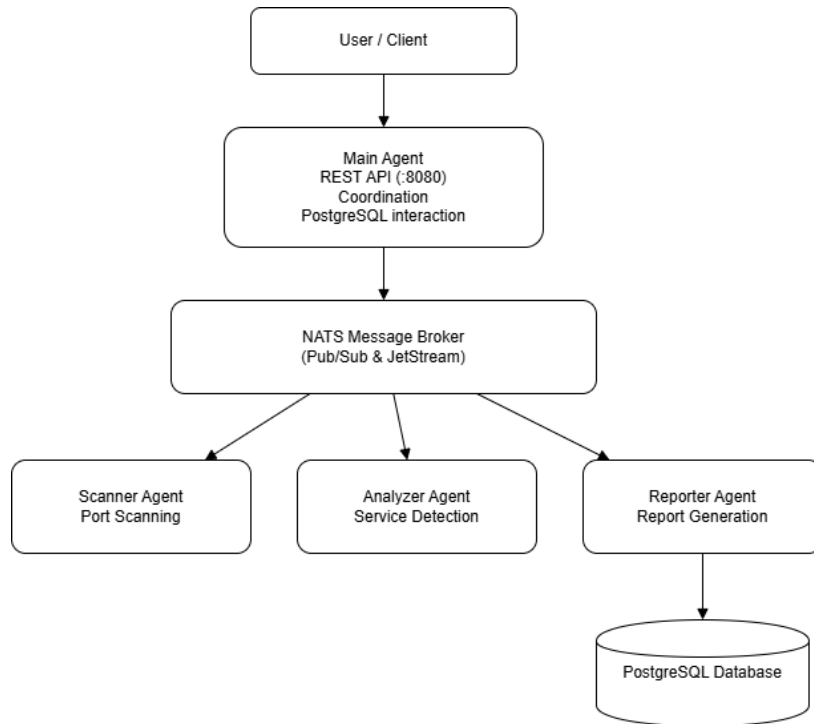 User / Client
Main Agent
REST API (:8080)
Coordination
PostgreSQL interaction
NATS Message Broker
(Pub/Sub & JetStream)
Scanner Agent
Port Scanning
Analyzer Agent
Service Detection
Reporter Agent
Report Generation
PostgreSQL Database